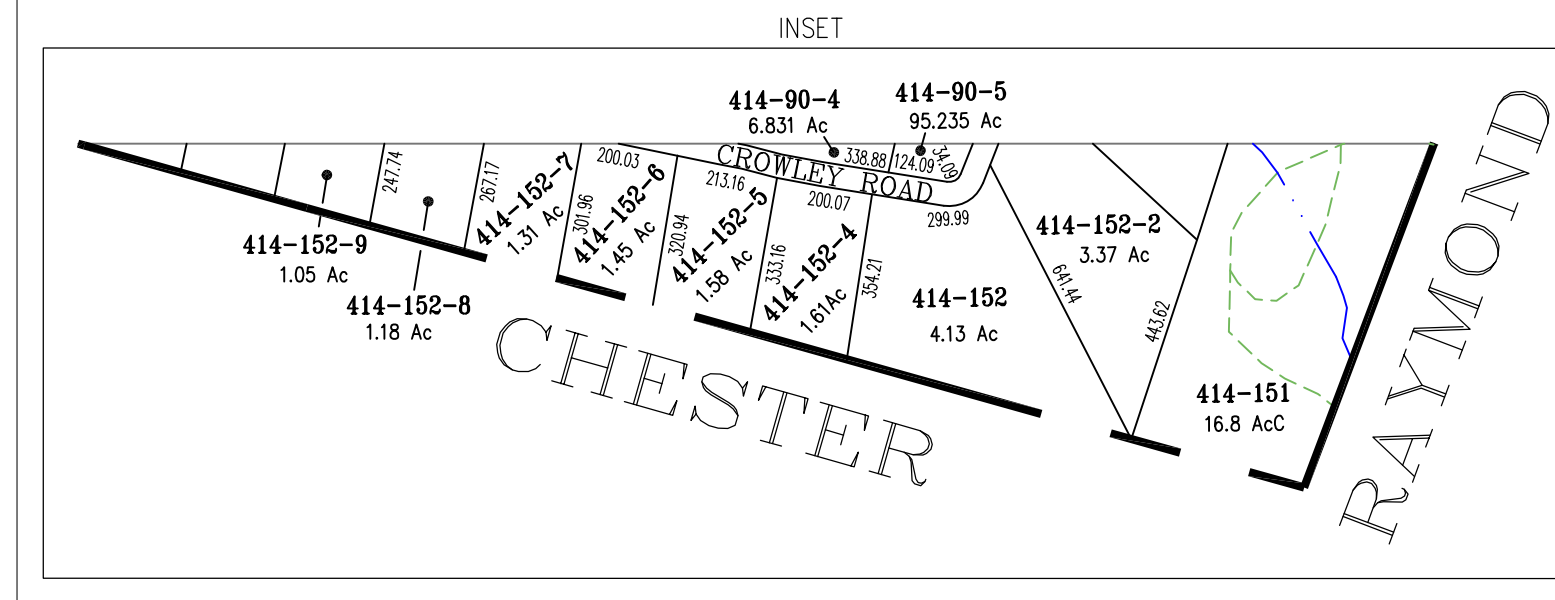 INSET
414-90-4
6.831 Ac
414-90-5
95.235 Ac
338.88
124.09
34.09
CROWLEY ROAD
247.74
267.17
414-152-7
1.31 Ac
200.03
301.96
414-152-6
1.45 Ac
213.16
320.94
414-152-5
1.58 Ac
200.07
333.16
414-152-4
1.61Ac
354.21
299.99
414-152
4.13 Ac
641.44
414-152-2
3.37 Ac
443.62
414-151
16.8 AcC
414-152-9
1.05 Ac
414-152-8
1.18 Ac
CHESTER
RAYMOND